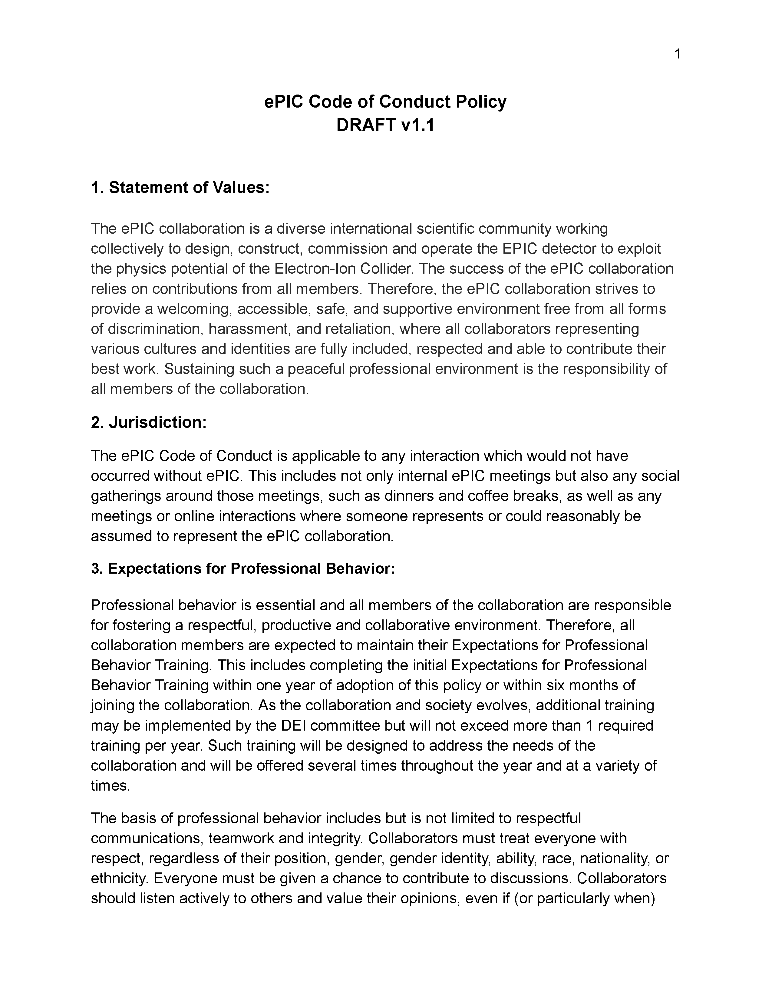 1
ePIC Code of Conduct Policy
DRAFT v1.1
1. Statement of Values:
The ePIC collaboration is a diverse international scientific community working
collectively to design, construct, commission and operate the EPIC detector to exploit
the physics potential of the Electron-Ion Collider. The success of the ePIC collaboration
relies on contributions from all members. Therefore, the ePIC collaboration strives to
provide a welcoming, accessible, safe, and supportive environment free from all forms
of discrimination, harassment, and retaliation, where all collaborators representing
various cultures and identities are fully included, respected and able to contribute their
best work. Sustaining such a peaceful professional environment is the responsibility of
all members of the collaboration.
2. Jurisdiction:
The ePIC Code of Conduct is applicable to any interaction which would not have
occurred without ePIC. This includes not only internal ePIC meetings but also any social
gatherings around those meetings, such as dinners and coffee breaks, as well as any
meetings or online interactions where someone represents or could reasonably be
assumed to represent the ePIC collaboration.
3. Expectations for Professional Behavior:
Professional behavior is essential and all members of the collaboration are responsible
for fostering a respectful, productive and collaborative environment. Therefore, all
collaboration members are expected to maintain their Expectations for Professional
Behavior Training. This includes completing the initial Expectations for Professional
Behavior Training within one year of adoption of this policy or within six months of
joining the collaboration. As the collaboration and society evolves, additional training
may be implemented by the DEI committee but will not exceed more than 1 required
training per year. Such training will be designed to address the needs of the
collaboration and will be offered several times throughout the year and at a variety of
times.
The basis of professional behavior includes but is not limited to respectful
communications, teamwork and integrity. Collaborators must treat everyone with
respect, regardless of their position, gender, gender identity, ability, race, nationality, or
ethnicity. Everyone must be given a chance to contribute to discussions. Collaborators
should listen actively to others and value their opinions, even if (or particularly when)